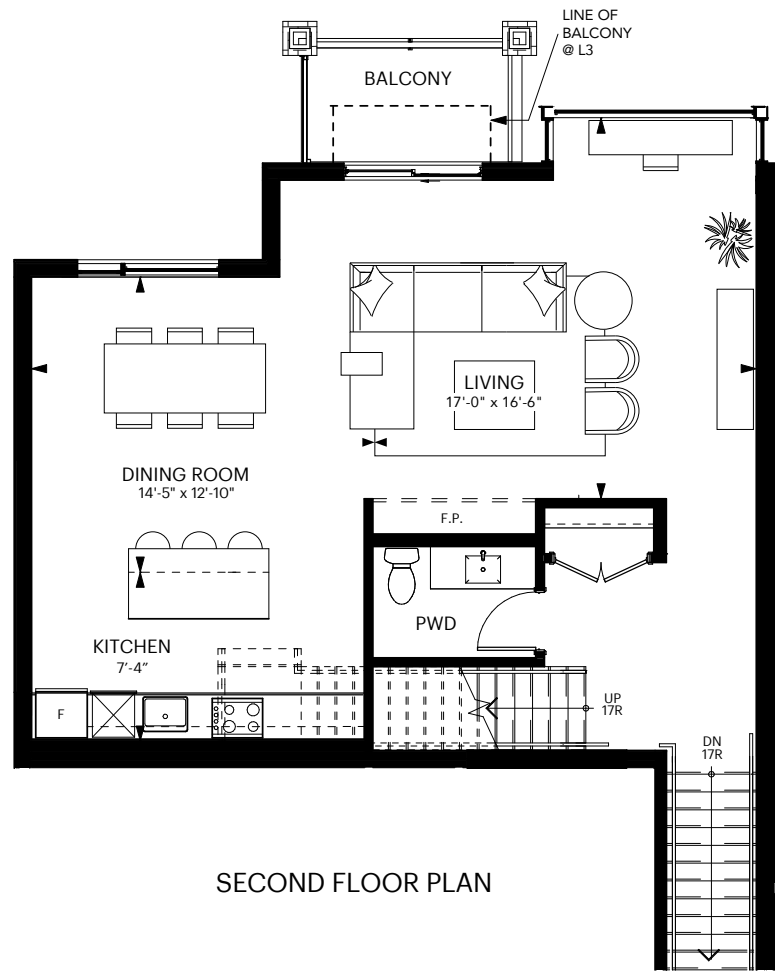 LINE OF
BALCONY
@ L3
BALCONY
LIVING
17'-0" x 16'-6"
DINING ROOM
14'-5" x 12'-10"
F.P.
PWD
KITCHEN
7'-4"
F
UP
17R
DN
17R
SECOND FLOOR PLAN